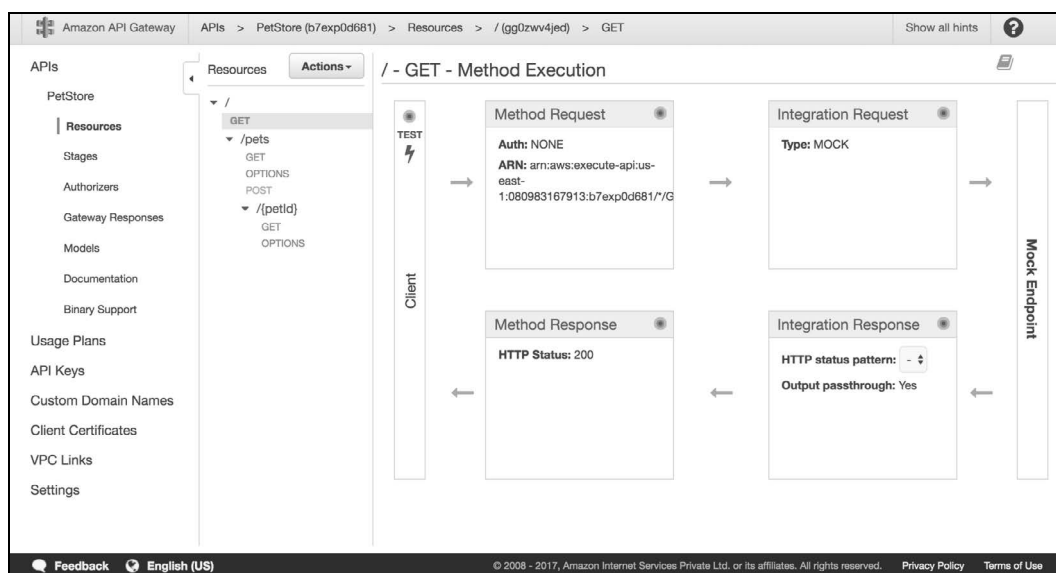 Amazon API Gateway
APIs > PetStore (b7exp0d681) > Resources > / (gg0zwv4jed) > GET
Show all hints
?
APIs
PetStore
Resources
Stages
Authorizers
Gateway Responses
Models
Documentation
Binary Support
Usage Plans
API Keys
Custom Domain Names
Client Certificates
VPC Links
Settings
Resources
Actions
/
GET
/pets
GET
OPTIONS
POST
/{petId}
GET
OPTIONS
/ - GET - Method Execution
TEST
Client
Method Request
Auth: NONE
ARN: arn:aws:execute-api:us-
east-
1:080983167913:b7exp0d681/*/G
Integration Request
Type: MOCK
Mock Endpoint
Method Response
HTTP Status: 200
Integration Response
HTTP status pattern: -
Output passthrough: Yes
Feedback
English (US)
© 2008 - 2017, Amazon Internet Services Private Ltd. or its affiliates. All rights reserved.
Privacy Policy
Terms of Use